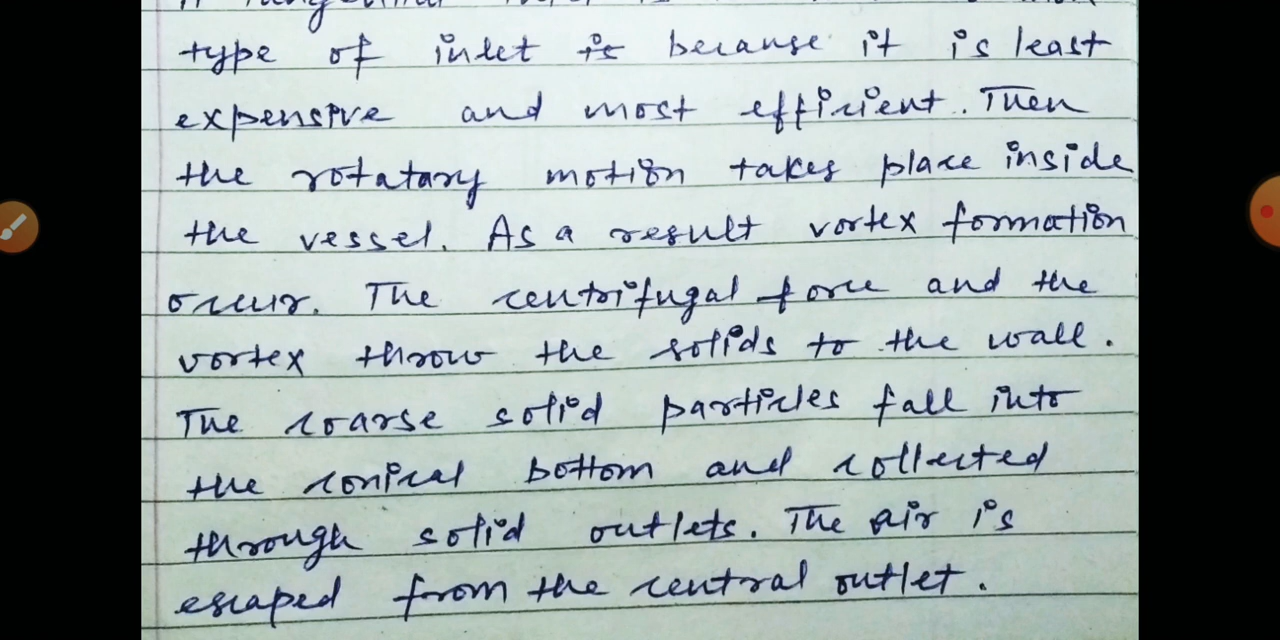 type of inlet is because it is least
expensive and most efficient. Then
the rotatary motion takes place inside
the vessel. As a result vortex formation
occur. The centrifugal force and the
vortex throw the solids to the wall.
The coarse solid particles fall into
the conical bottom and collected
through solid outlets. The air is
escaped from the central outlet.